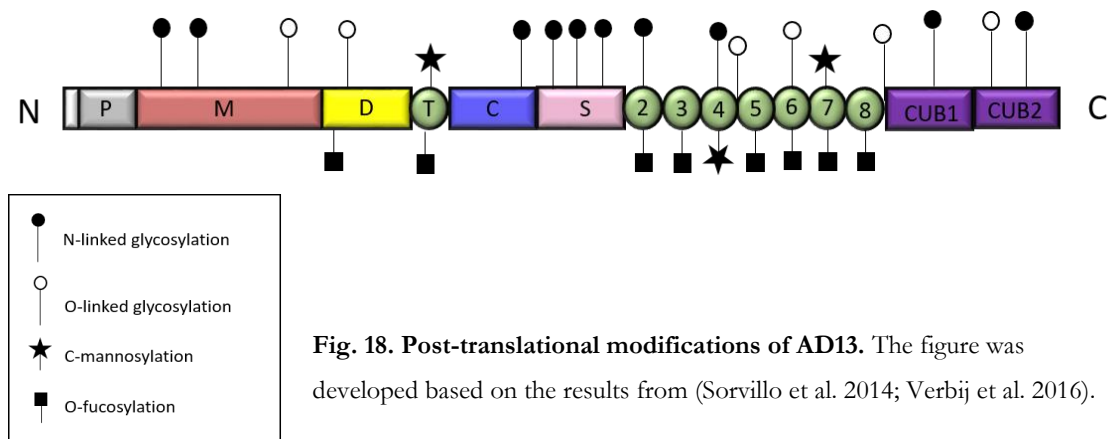 N P M D T C S 2 3 4 5 6 7 8 CUB1 CUB2 C
N-linked glycosylation
O-linked glycosylation
C-mannosylation
O-fucosylation
Fig. 18. Post-translational modifications of AD13. The figure was
developed based on the results from (Sorvillo et al. 2014; Verbij et al. 2016).